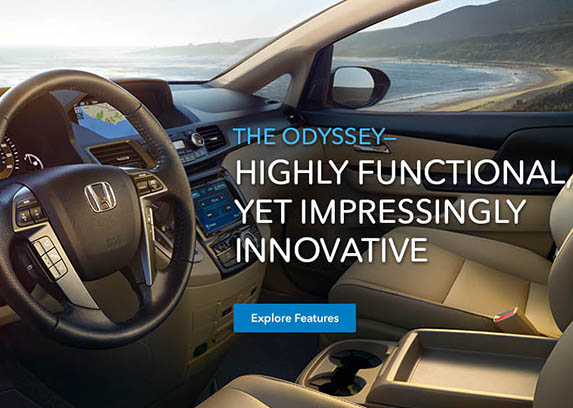 THE ODYSSEY–
HIGHLY FUNCTIONAL,
YET IMPRESSINGLY
INNOVATIVE
Explore Features